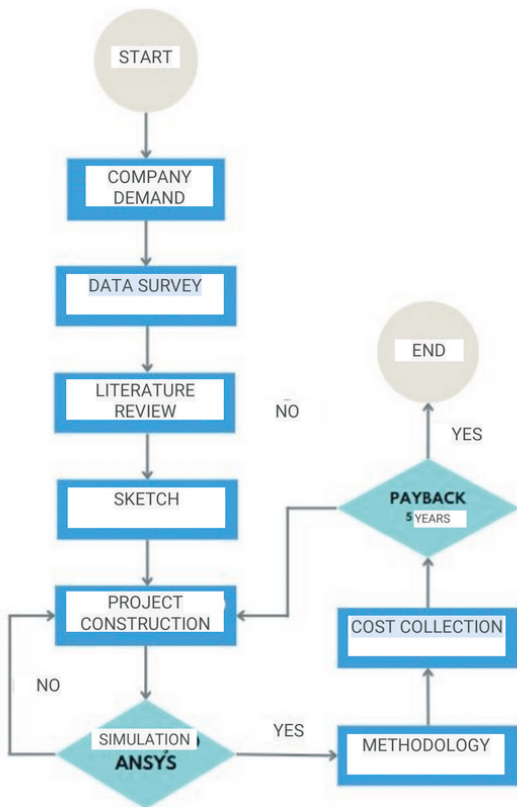 START
COMPANY
DEMAND
DATA SURVEY
LITERATURE
REVIEW
SKETCH
PROJECT
CONSTRUCTION
NO
SIMULATION
ANSYS
YES
METHODOLOGY
COST COLLECTION
PAYBACK
5 YEARS
NO
YES
END